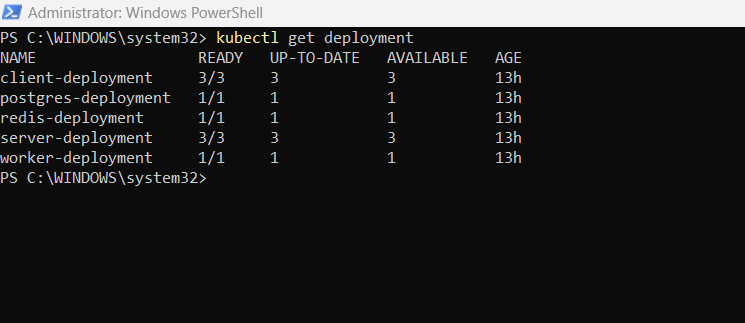 Administrator: Windows PowerShell
PS C:\WINDOWS\system32> kubectl get deployment
NAME                  READY   UP-TO-DATE   AVAILABLE   AGE
client-deployment     3/3     3            3           13h
postgres-deployment   1/1     1            1           13h
redis-deployment      1/1     1            1           13h
server-deployment     3/3     3            3           13h
worker-deployment     1/1     1            1           13h
PS C:\WINDOWS\system32>